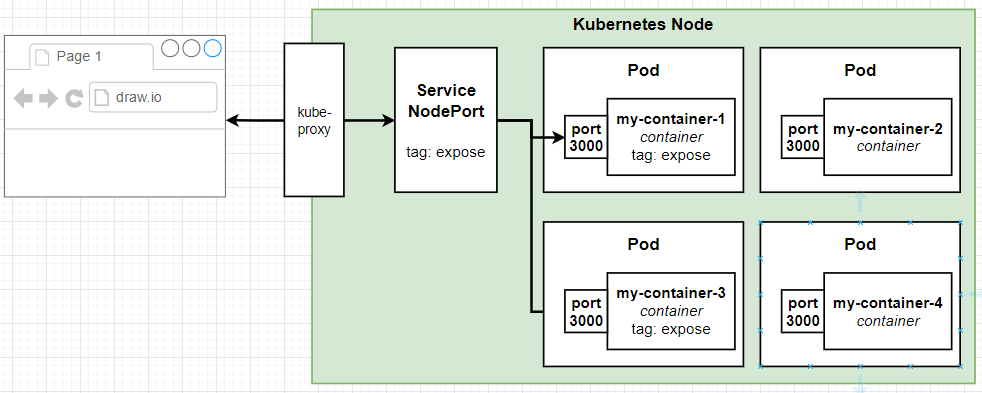 Kubernetes Node
Page 1
draw.io
kube-
proxy
Service
NodePort
tag: expose
Pod
port
3000
my-container-1
container
tag: expose
Pod
port
3000
my-container-2
container
Pod
port
3000
my-container-3
container
tag: expose
Pod
port
3000
my-container-4
container